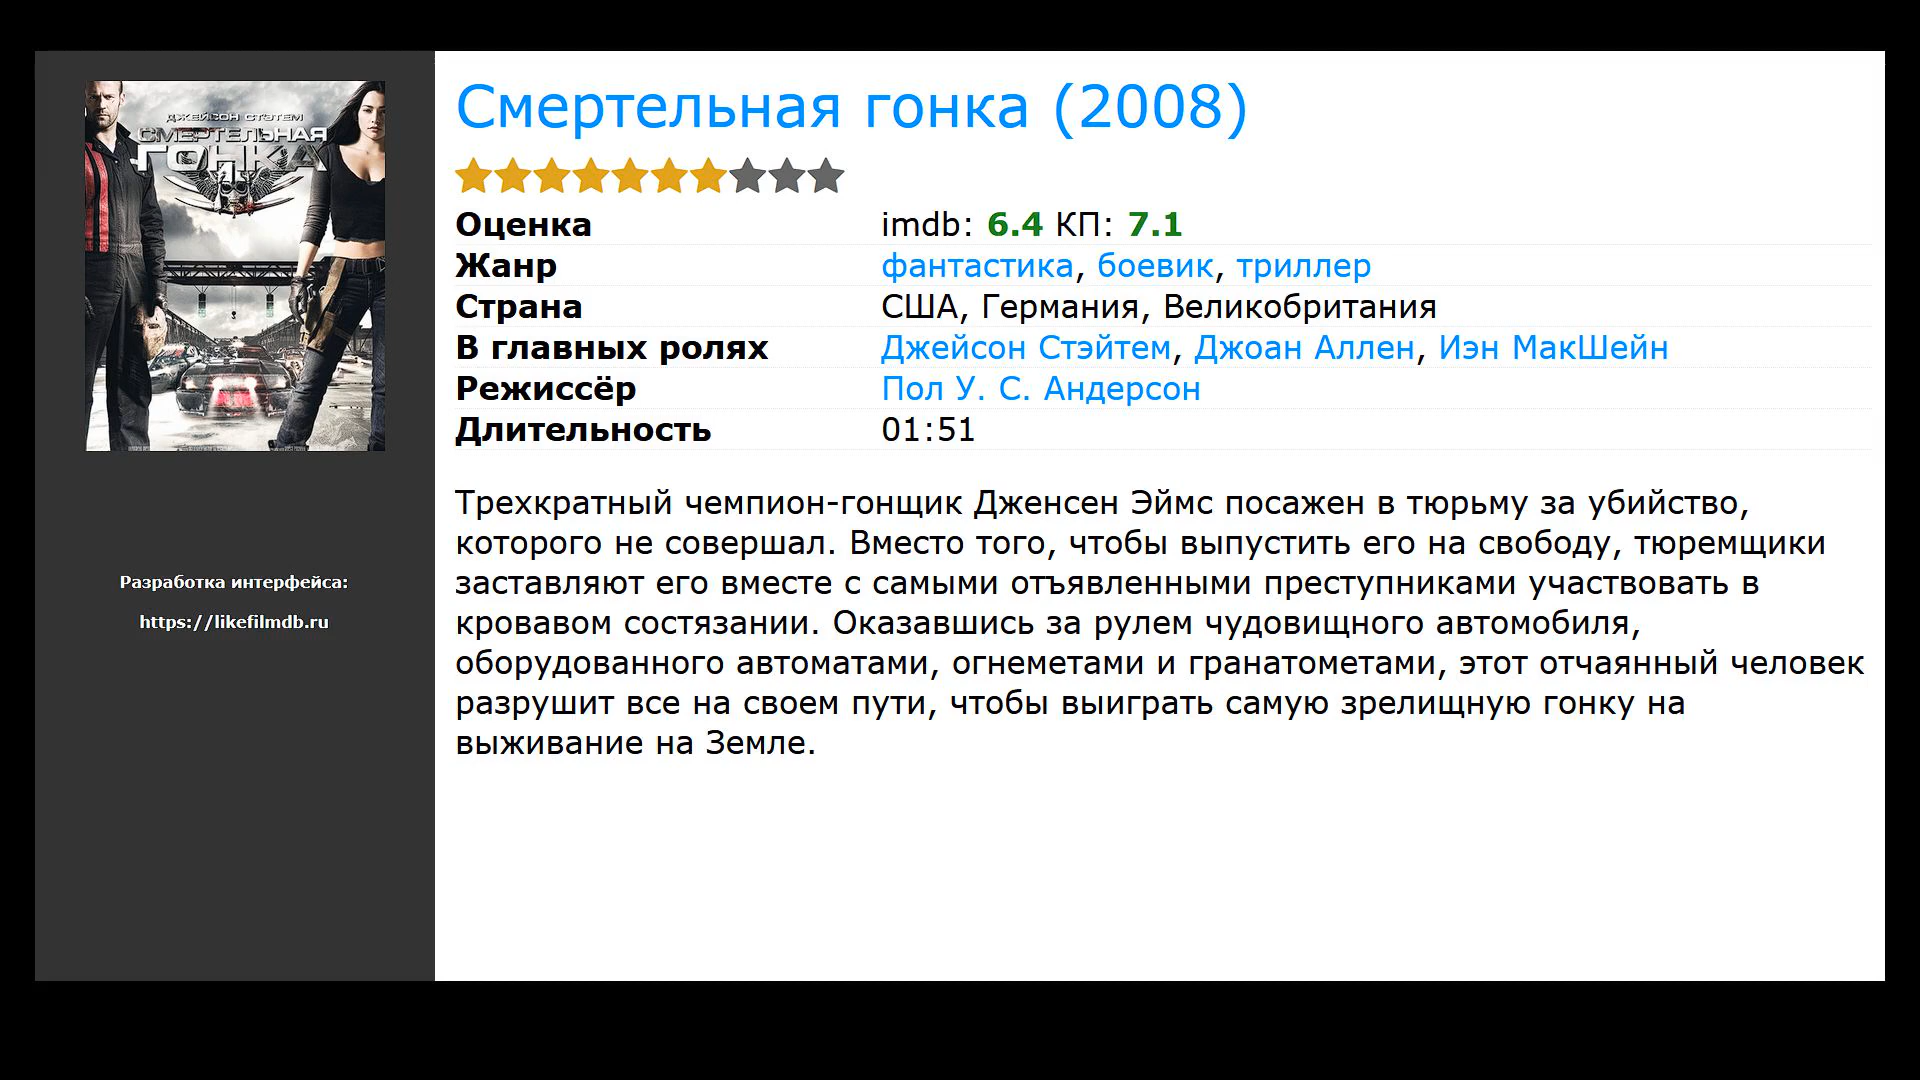 ДЖЕЙСОН СТЭТЕМ
СМЕРТЕЛЬНАЯ
ГОНКА
Разработка интерфейса:
https://likefilmdb.ru
Смертельная гонка (2008)
Оценка imdb: 6.4 КП: 7.1
Жанр фантастика, боевик, триллер
Страна США, Германия, Великобритания
В главных ролях Джейсон Стэйтем, Джоан Аллен, Иэн МакШейн
Режиссёр Пол У. С. Андерсон
Длительность 01:51
Трехкратный чемпион-гонщик Дженсен Эймс посажен в тюрьму за убийство,
которого не совершал. Вместо того, чтобы выпустить его на свободу, тюремщики
заставляют его вместе с самыми отъявленными преступниками участвовать в
кровавом состязании. Оказавшись за рулем чудовищного автомобиля,
оборудованного автоматами, огнеметами и гранатометами, этот отчаянный человек
разрушит все на своем пути, чтобы выиграть самую зрелищную гонку на
выживание на Земле.